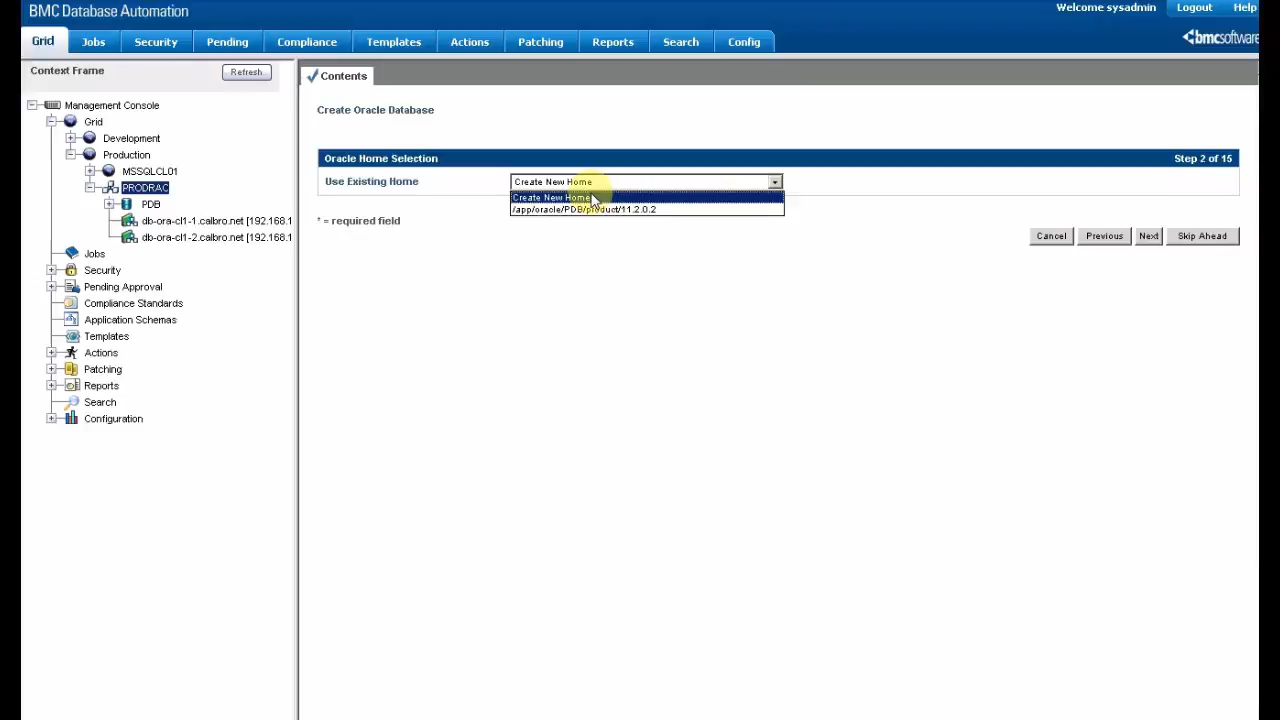 BMC Database Automation
Welcome sysadmin
Logout
Help
Grid
Jobs
Security
Pending
Compliance
Templates
Actions
Patching
Reports
Search
Config
bmcsoftware
Context Frame
Refresh
Management Console
Grid
Development
Production
MSSQLCL01
PRODRAC
PDB
db-ora-cl1-1.calbro.net [192.168.1
db-ora-cl1-2.calbro.net [192.168.1
Jobs
Security
Pending Approval
Compliance Standards
Application Schemas
Templates
Actions
Patching
Reports
Search
Configuration
Contents
Create Oracle Database
Oracle Home Selection
Step 2 of 15
Use Existing Home
Create New Home
Create New Home
/app/oracle/PDB/product/11.2.0.2
* = required field
Cancel
Previous
Next
Skip Ahead